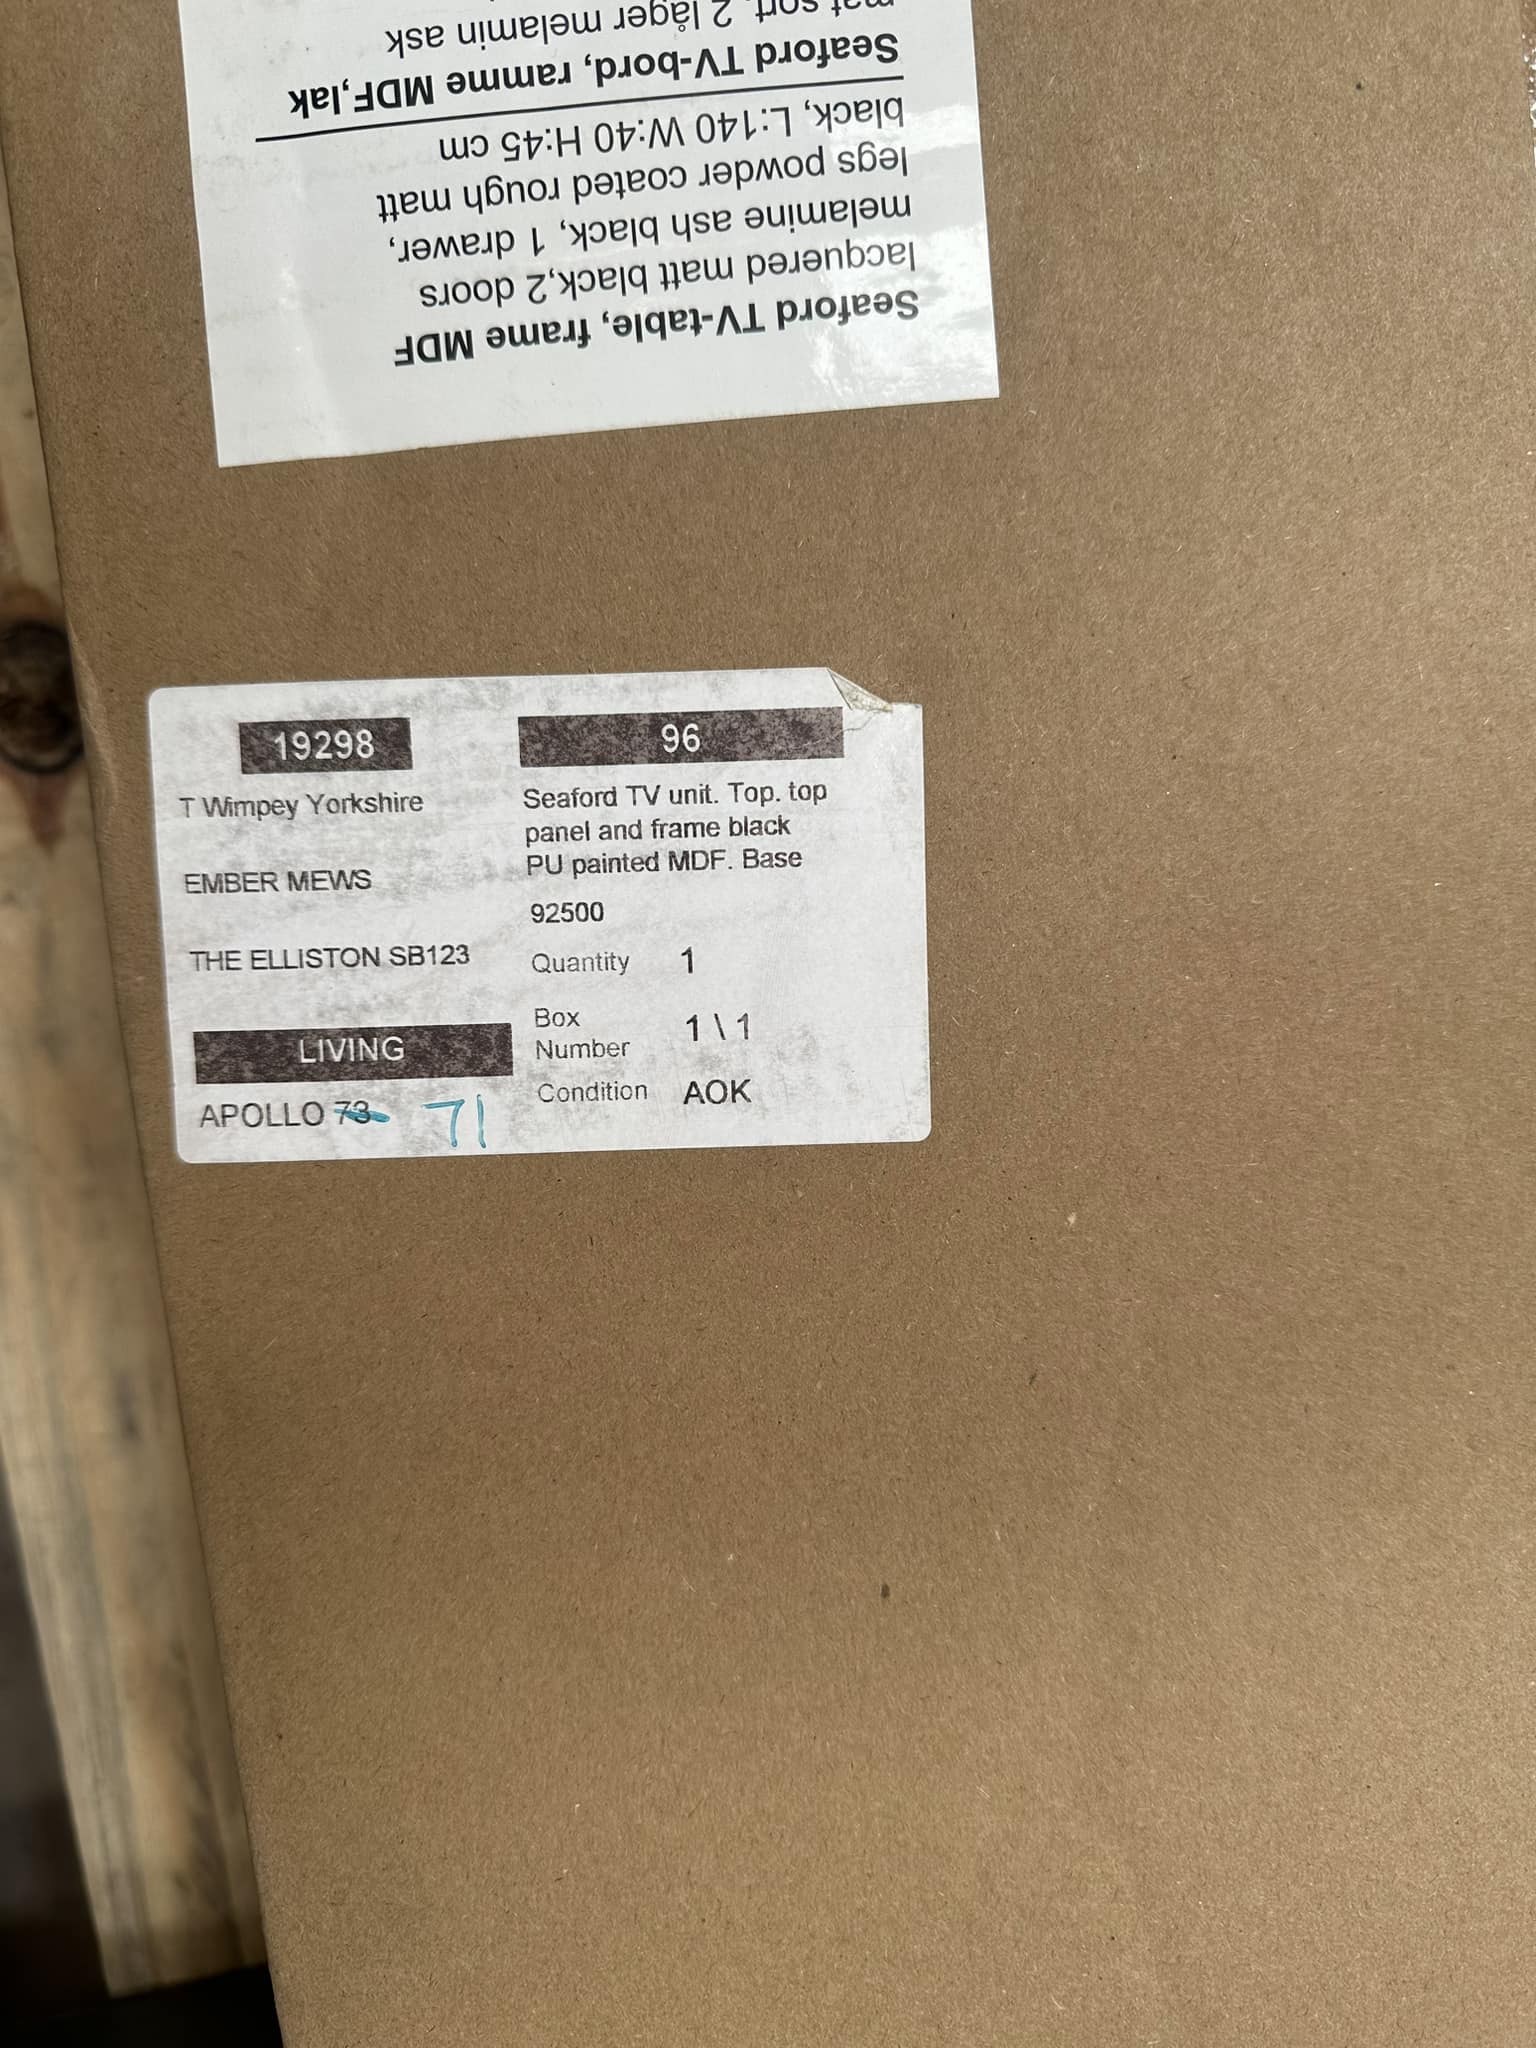 Seaford TV-table, frame MDF
lacquered matt black,2 doors
melamine ash black, 1 drawer,
legs powder coated rough matt
black, L:140 W:40 H:45 cm
Seaford TV-bord, ramme MDF,lak
mat sort, 2 låger melamin ask
19298
T Wimpey Yorkshire
EMBER MEWS
THE ELLISTON SB123
LIVING
APOLLO 73 71
96
Seaford TV unit. Top. top
panel and frame black
PU painted MDF. Base
92500
Quantity 1
Box
Number 1 \ 1
Condition AOK